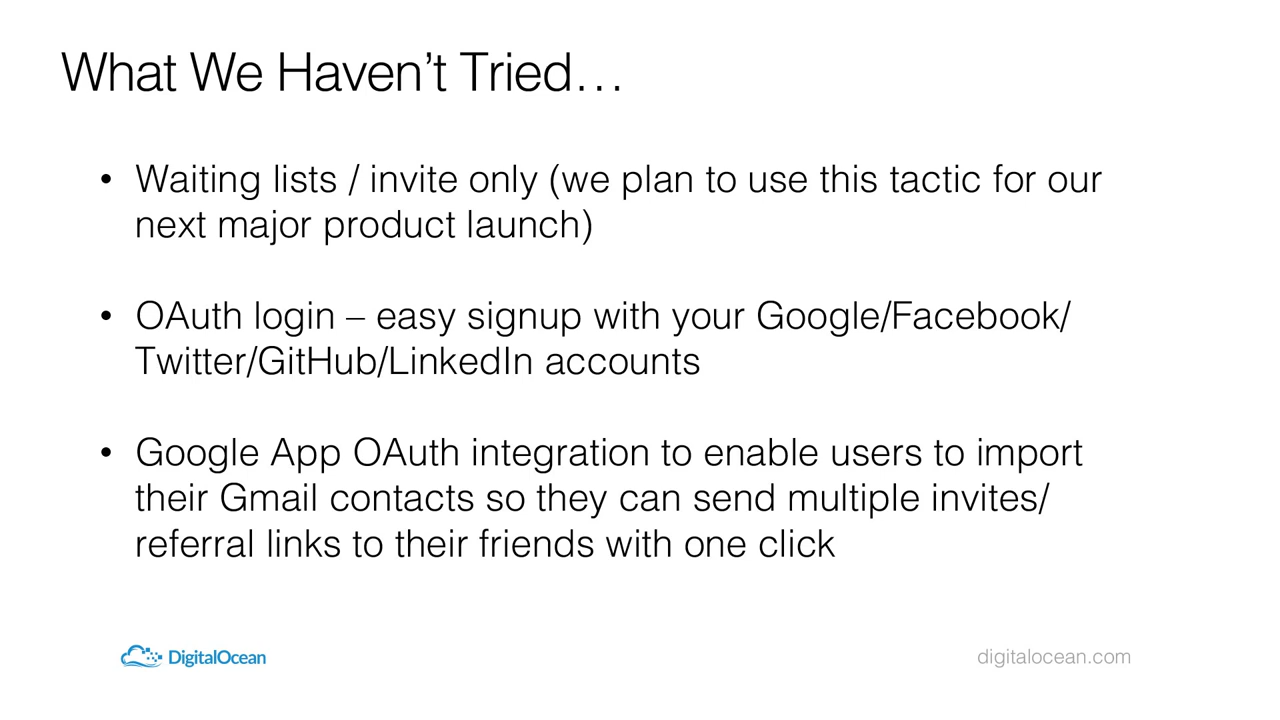 What We Haven’t Tried…
• Waiting lists / invite only (we plan to use this tactic for our
next major product launch)
• OAuth login – easy signup with your Google/Facebook/
Twitter/GitHub/LinkedIn accounts
• Google App OAuth integration to enable users to import
their Gmail contacts so they can send multiple invites/
referral links to their friends with one click
DigitalOcean
digitalocean.com